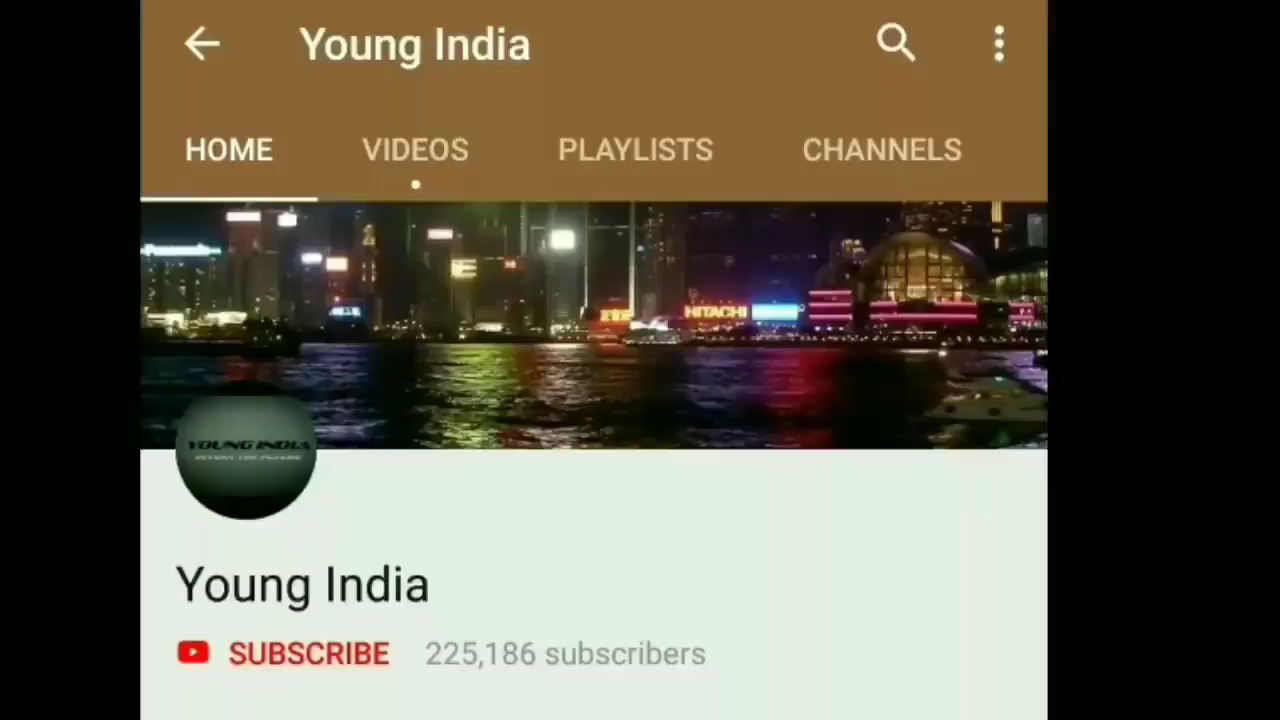 Young India
HOME VIDEOS PLAYLISTS CHANNELS
HITACHI
YOUNG INDIA
Young India
SUBSCRIBE 225,186 subscribers